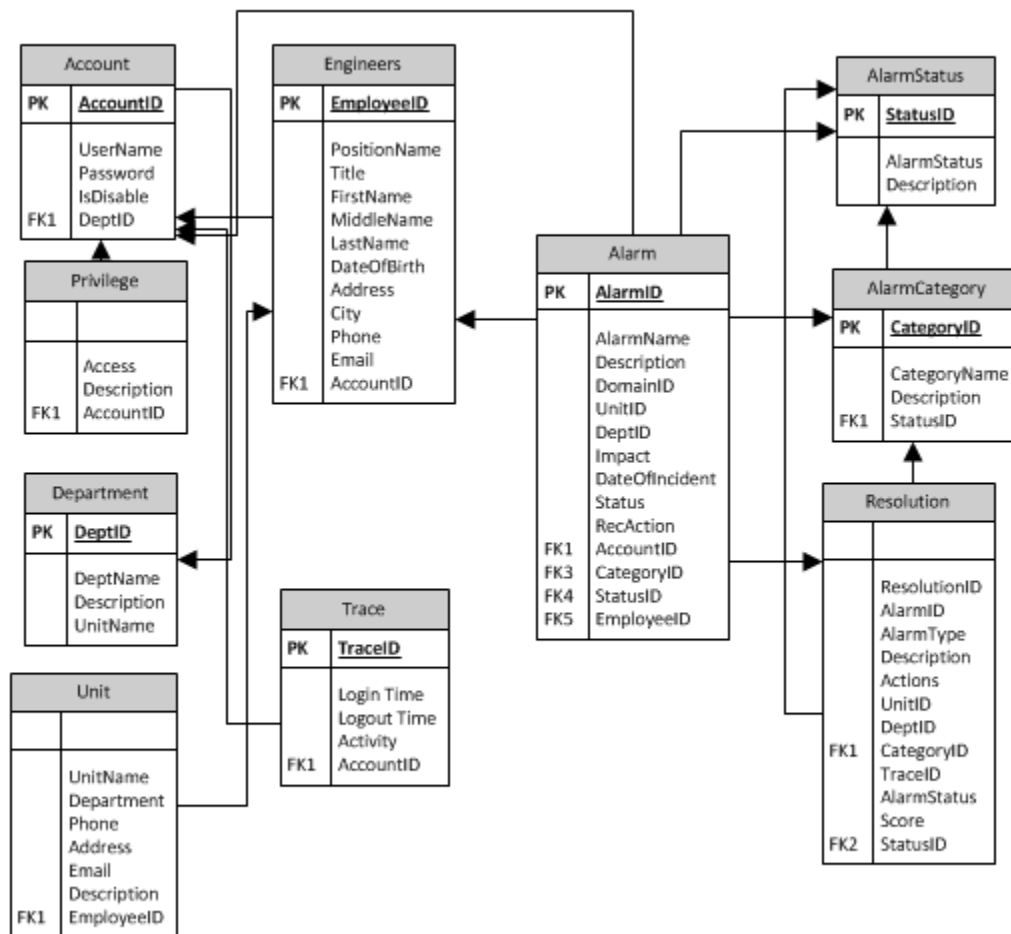 Account
PK AccountID
UserName
Password
IsDisable
FK1 DeptID
Privilege
Access
Description
FK1 AccountID
Department
PK DeptID
DeptName
Description
UnitName
Unit
UnitName
Department
Phone
Address
Email
Description
FK1 EmployeeID
Engineers
PK EmployeeID
PositionName
Title
FirstName
MiddleName
LastName
DateOfBirth
Address
City
Phone
Email
FK1 AccountID
Trace
PK TraceID
Login Time
Logout Time
Activity
FK1 AccountID
Alarm
PK AlarmID
AlarmName
Description
DomainID
UnitID
DeptID
Impact
DateOfIncident
Status
RecAction
FK1 AccountID
FK3 CategoryID
FK4 StatusID
FK5 EmployeeID
AlarmStatus
PK StatusID
AlarmStatus
Description
AlarmCategory
PK CategoryID
CategoryName
Description
FK1 StatusID
Resolution
ResolutionID
AlarmID
AlarmType
Description
Actions
UnitID
DeptID
FK1 CategoryID
TraceID
AlarmStatus
Score
FK2 StatusID